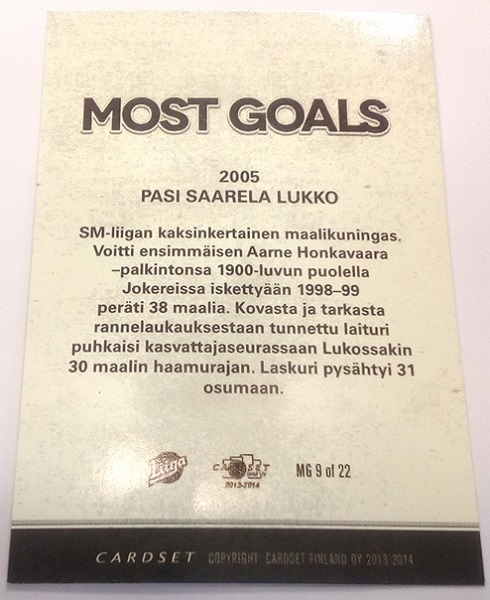 MOST GOALS
2005
PASI SAARELA LUKKO
SM-liigan kaksinkertainen maalikuningas.
Voitti ensimmäisen Aarne Honkavaara
–palkintonsa 1900-luvun puolella
Jokereissa iskettyään 1998–99
peräti 38 maalia. Kovasta ja tarkasta
rannelaukauksestaan tunnettu laituri
puhkaisi kasvattajaseurassaan Lukossakin
30 maalin haamurajan. Laskuri pysähtyi 31
osumaan.
Liiga CARDSET MG 9 of 22
2013-2014
CARDSET COPYRIGHT CARDSET FINLAND OY 2013-2014